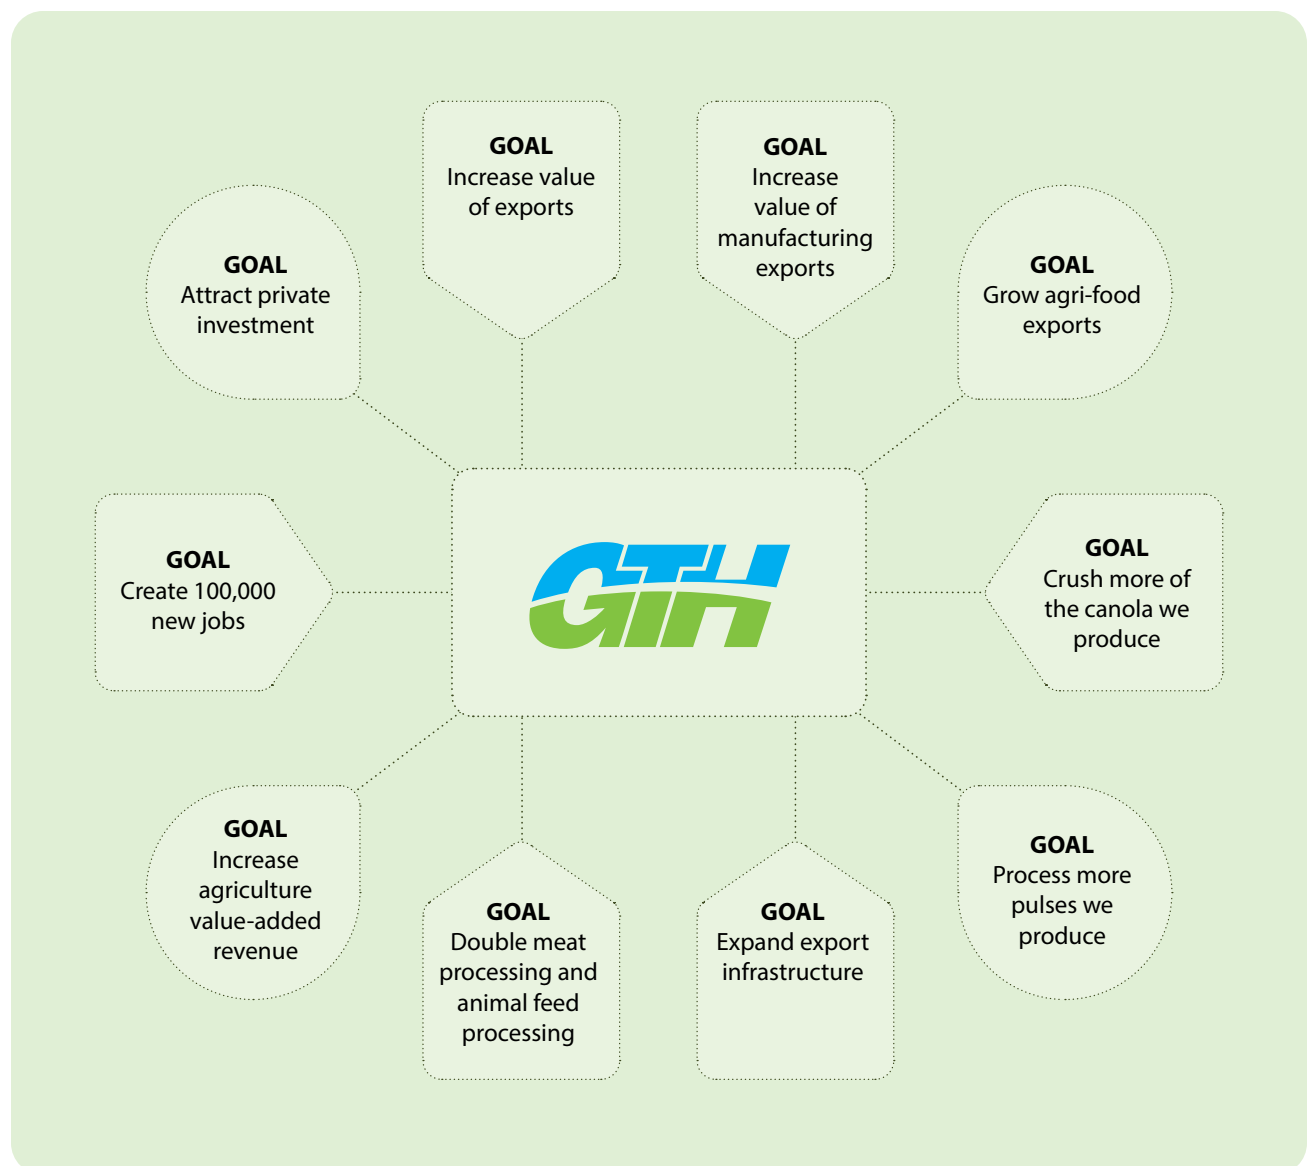 GOAL
Increase value
of exports
GOAL
Increase
value of
manufacturing
exports
GOAL
Attract private
investment
GOAL
Grow agri-food
exports
GOAL
Create 100,000
new jobs
GTH
GOAL
Crush more of
the canola we
produce
GOAL
Increase
agriculture
value-added
revenue
GOAL
Double meat
processing and
animal feed
processing
GOAL
Expand export
infrastructure
GOAL
Process more
pulses we
produce